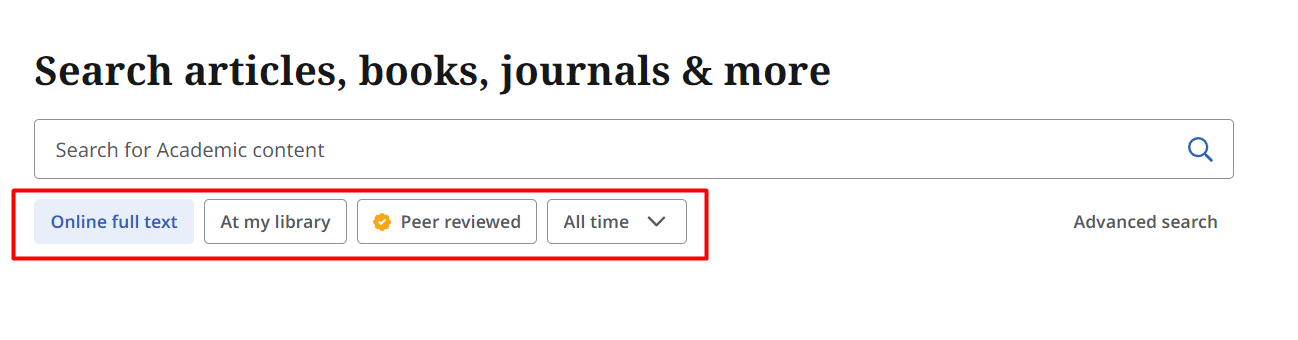 Search articles, books, journals & more
Search for Academic content
Online full text At my library Peer reviewed All time Advanced search